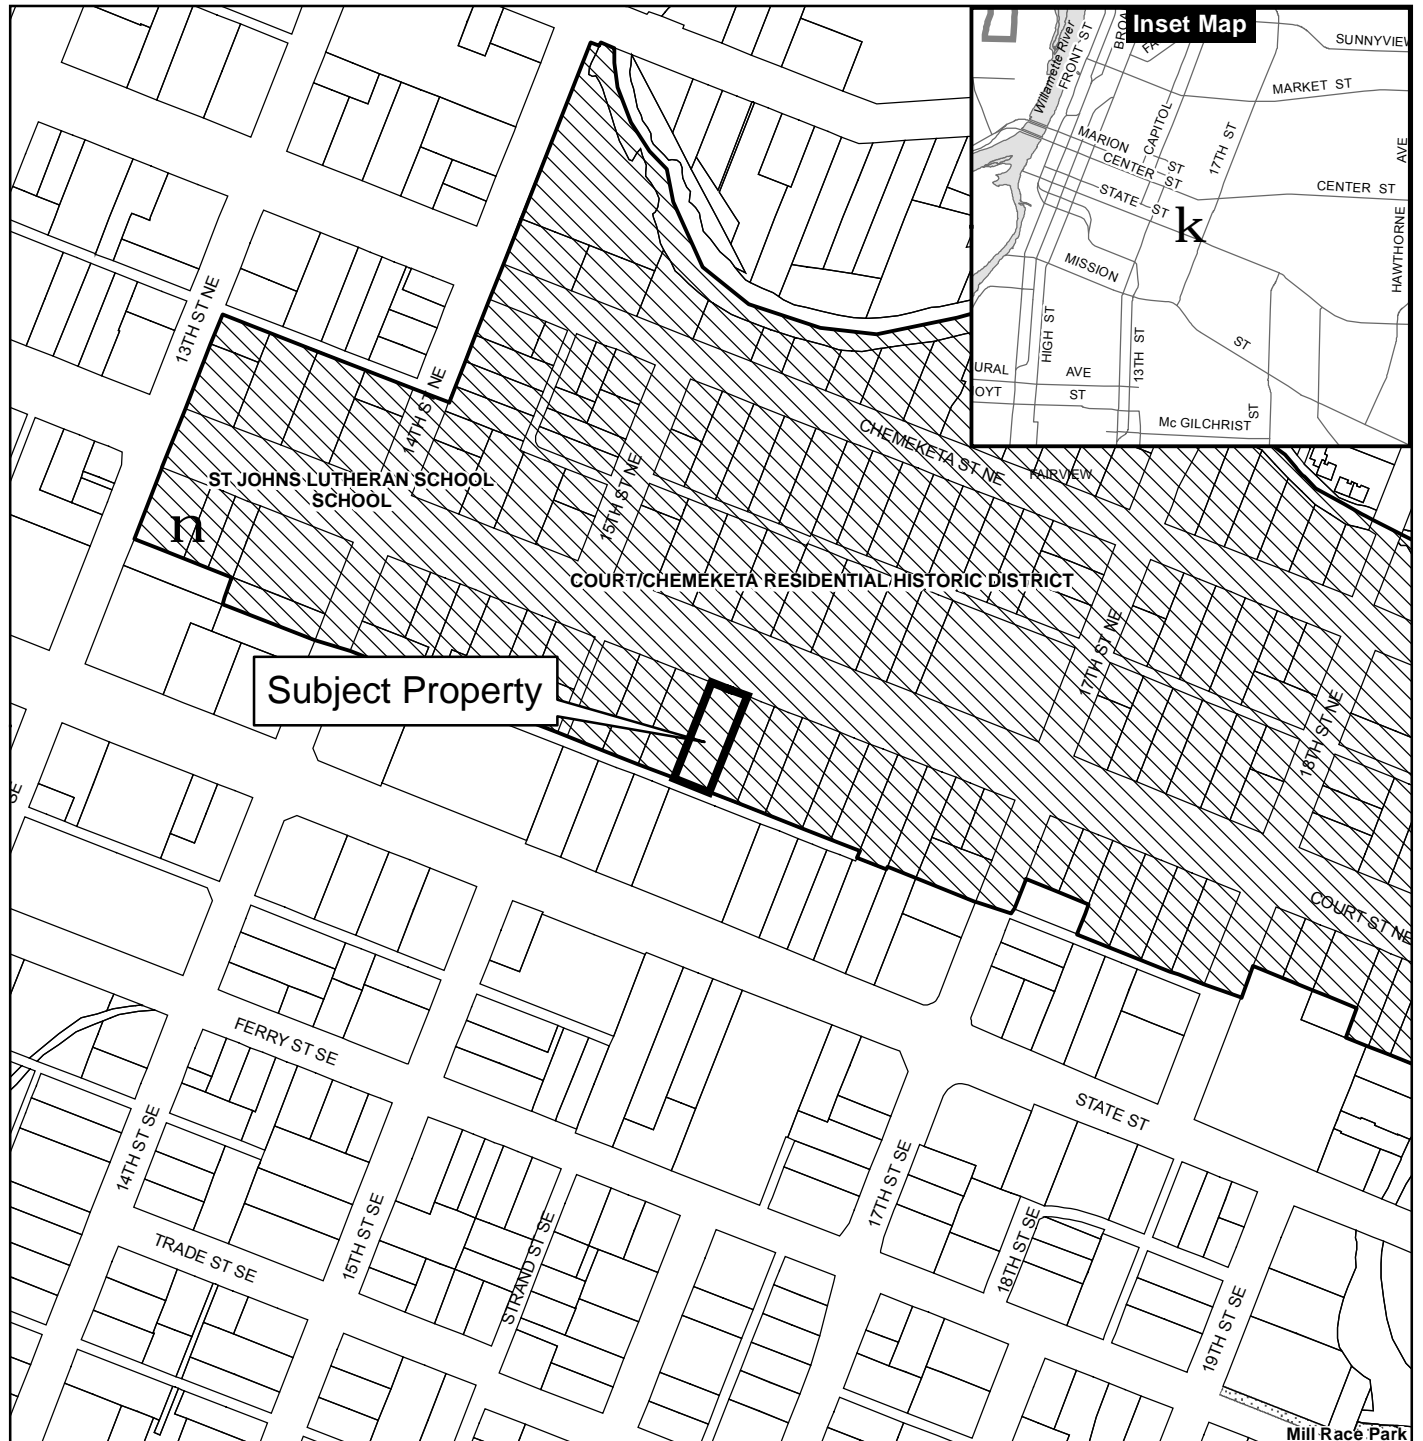 Inset Map
Willamette River
FRONT ST
SUNNYVIEW
MARKET ST
CAPITOL
17TH ST
AVE
MARION ST
CENTER ST
CENTER ST
STATE ST
k
HAWTHORNE
MISSION
ST
HIGH ST
13TH ST
URAL AVE
OYT ST
ST
Mc GILCHRIST
13TH ST NE
14TH ST NE
CHEMEKETA ST NE
FAIRVIEW
ST JOHNS LUTHERAN SCHOOL
SCHOOL
n
15TH ST NE
COURT/CHEMEKETA RESIDENTIAL HISTORIC DISTRICT
17TH ST NE
Subject Property
18TH ST NE
SE
COURT ST NE
FERRY ST SE
STATE ST
14TH ST SE
17TH ST SE
15TH ST SE
STRAND ST SE
18TH ST SE
TRADE ST SE
19TH ST SE
Mill Race Park